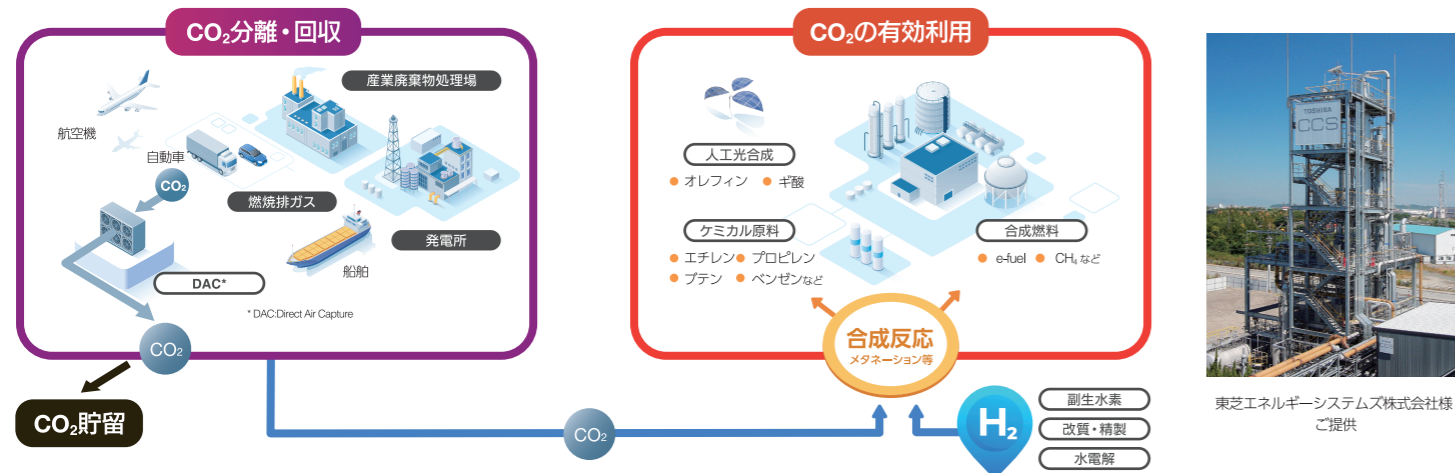 CO₂分離・回収
産業廃棄物処理場
航空機
自動車
CO₂
燃焼排ガス
発電所
船舶
DAC*
* DAC:Direct Air Capture
CO₂
CO₂貯留
CO₂の有効利用
人工光合成
● オレフィン ● ギ酸
ケミカル原料
● エチレン ● プロピレン
● ブテン ● ベンゼンなど
合成燃料
● e-fuel ● CH₄ など
合成反応
メタネーション等
CO₂
H₂
副生水素
改質・精製
水電解
TOSHIBA
CCS
東芝エネルギーシステムズ株式会社様
ご提供